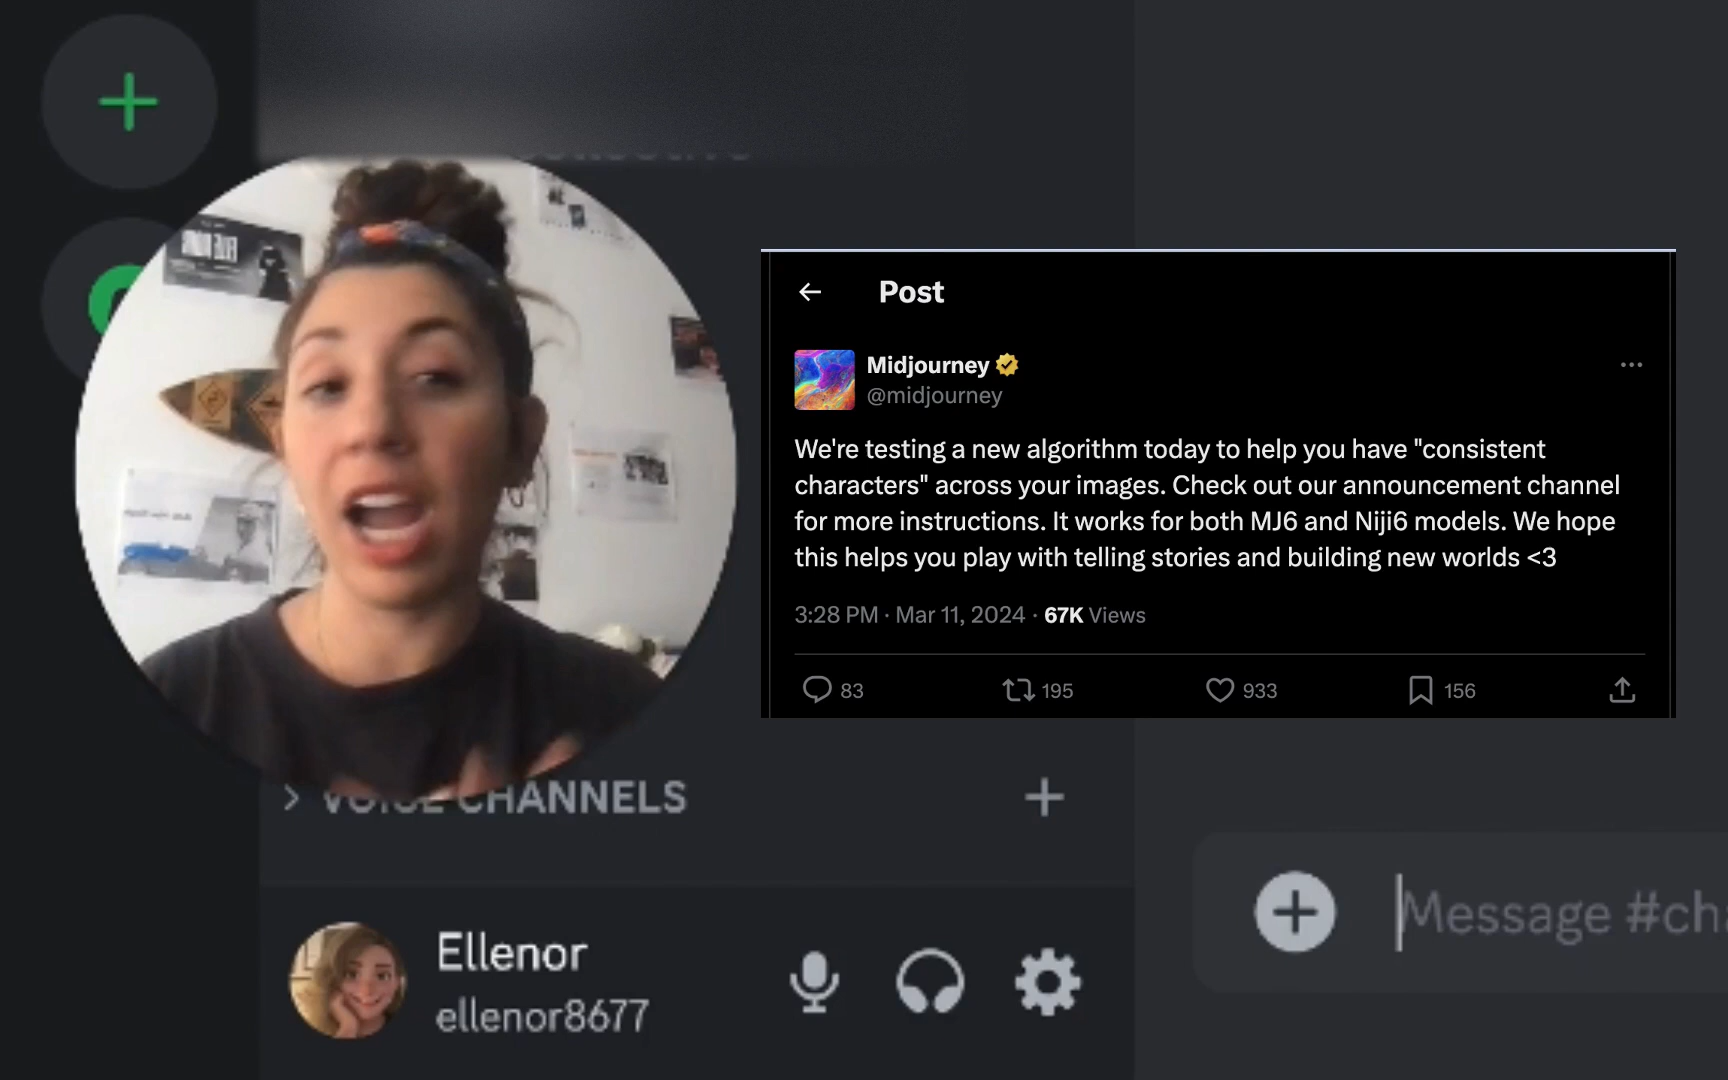 Post
Midjourney
@midjourney
We're testing a new algorithm today to help you have "consistent
characters" across your images. Check out our announcement channel
for more instructions. It works for both MJ6 and Niji6 models. We hope
this helps you play with telling stories and building new worlds <3
3:28 PM · Mar 11, 2024 · 67K Views
83 195 933 156
VOICE CHANNELS
Ellenor
ellenor8677
Message #ch